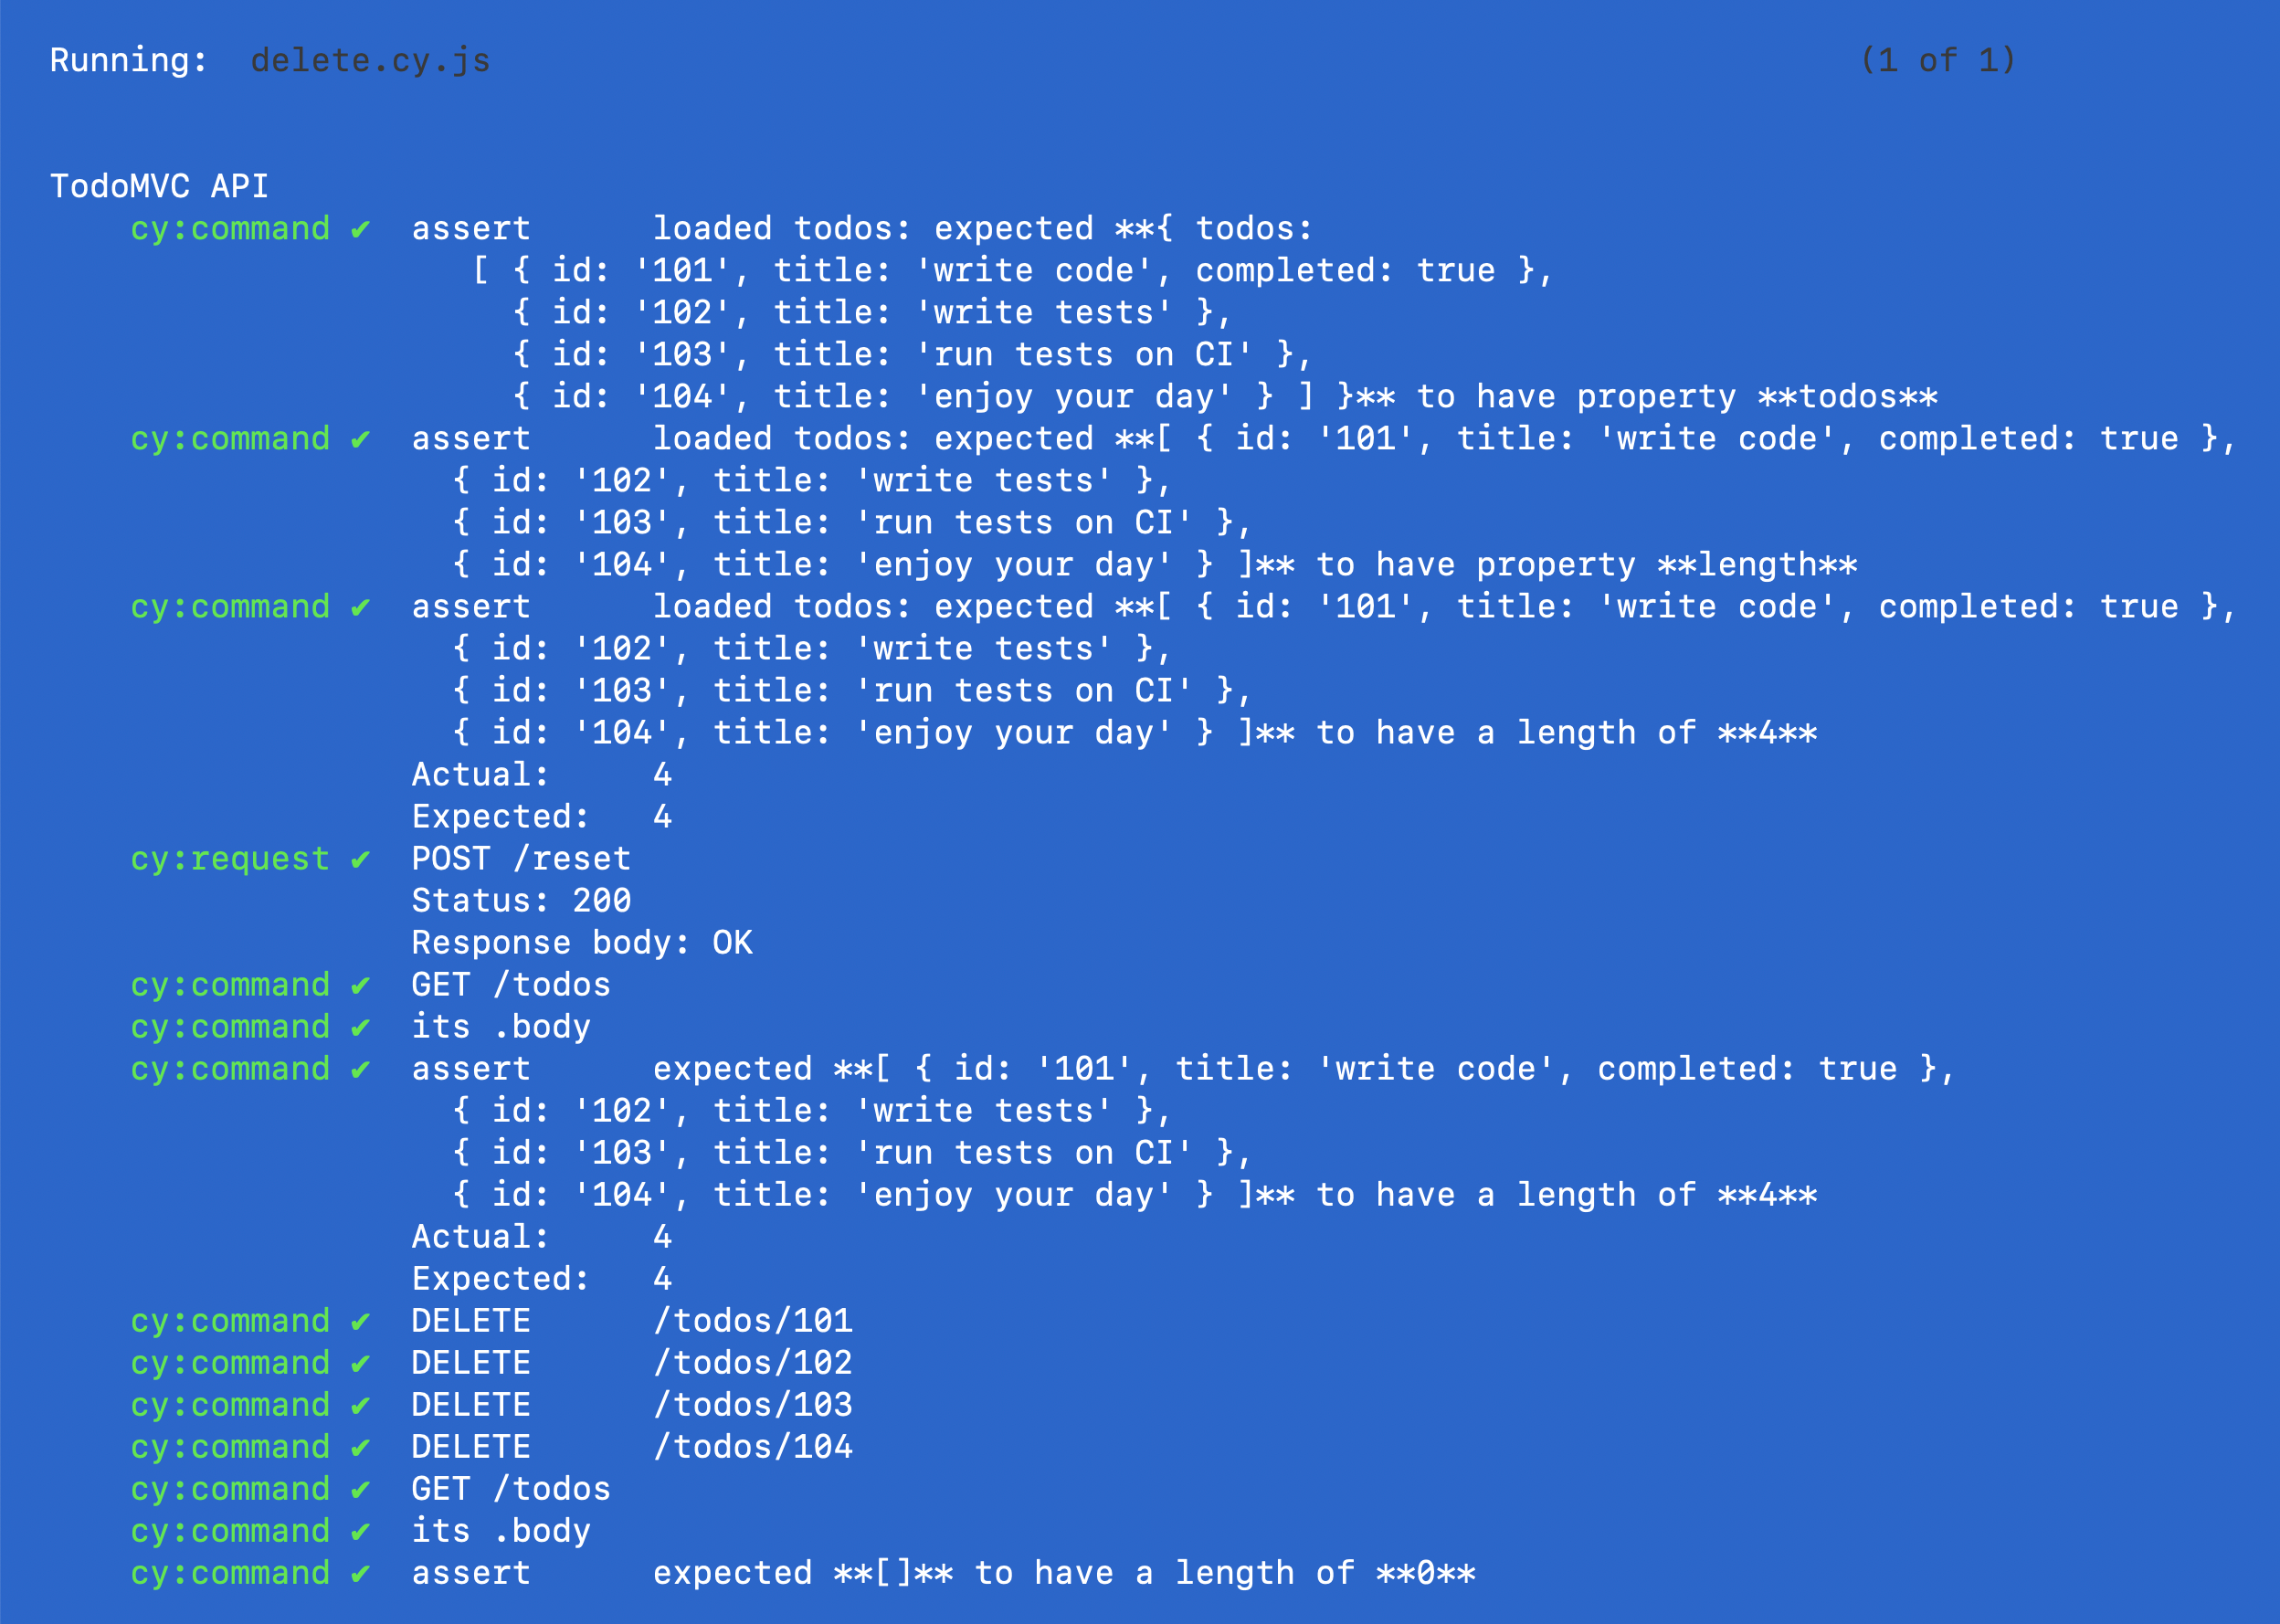 Running:  delete.cy.js                                                                    (1 of 1)
TodoMVC API
    cy:command ✔  assert      loaded todos: expected **{ todos:
                     [ { id: '101', title: 'write code', completed: true },
                       { id: '102', title: 'write tests' },
                       { id: '103', title: 'run tests on CI' },
                       { id: '104', title: 'enjoy your day' } ] }** to have property **todos**
    cy:command ✔  assert      loaded todos: expected **[ { id: '101', title: 'write code', completed: true },
                    { id: '102', title: 'write tests' },
                    { id: '103', title: 'run tests on CI' },
                    { id: '104', title: 'enjoy your day' } ]** to have property **length**
    cy:command ✔  assert      loaded todos: expected **[ { id: '101', title: 'write code', completed: true },
                    { id: '102', title: 'write tests' },
                    { id: '103', title: 'run tests on CI' },
                    { id: '104', title: 'enjoy your day' } ]** to have a length of **4**
                  Actual:     4
                  Expected:   4
    cy:request ✔  POST /reset
                  Status: 200
                  Response body: OK
    cy:command ✔  GET /todos
    cy:command ✔  its .body
    cy:command ✔  assert      expected **[ { id: '101', title: 'write code', completed: true },
                    { id: '102', title: 'write tests' },
                    { id: '103', title: 'run tests on CI' },
                    { id: '104', title: 'enjoy your day' } ]** to have a length of **4**
                  Actual:     4
                  Expected:   4
    cy:command ✔  DELETE      /todos/101
    cy:command ✔  DELETE      /todos/102
    cy:command ✔  DELETE      /todos/103
    cy:command ✔  DELETE      /todos/104
    cy:command ✔  GET /todos
    cy:command ✔  its .body
    cy:command ✔  assert      expected **[]** to have a length of **0**